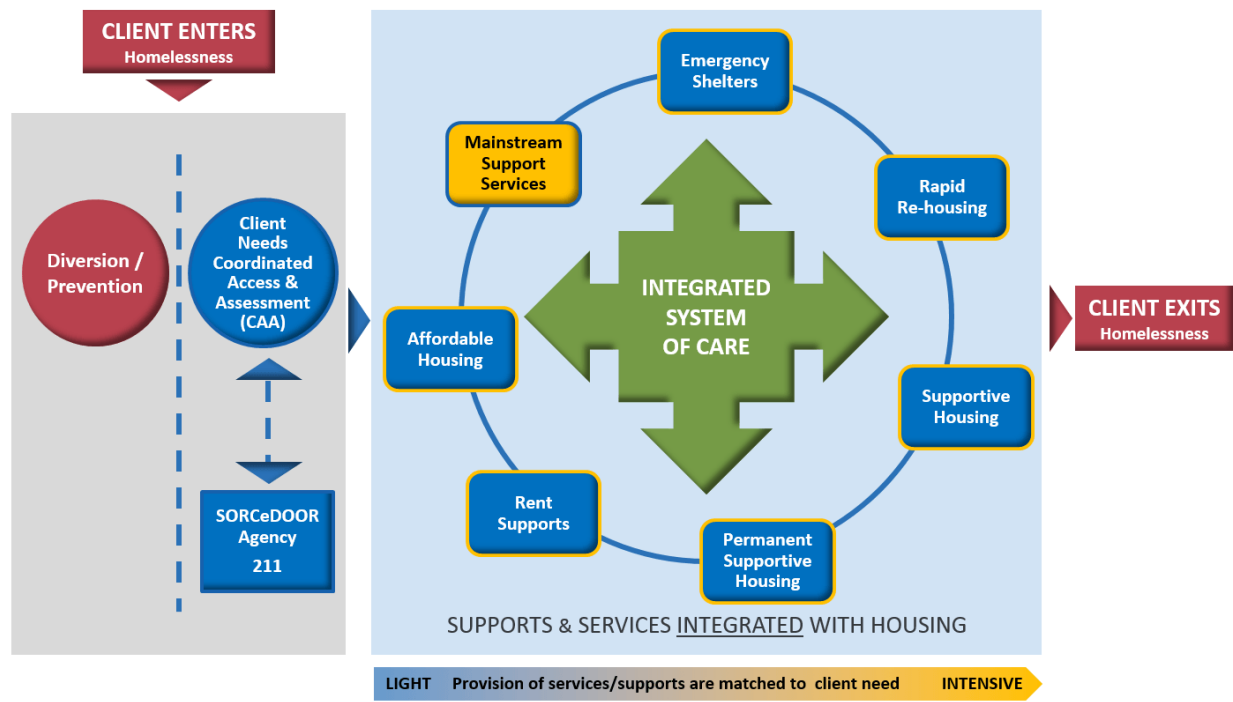 CLIENT ENTERS
Homelessness
Diversion /
Prevention
Client
Needs
Coordinated
Access &
Assessment
(CAA)
SORCeDOOR
Agency
211
Emergency
Shelters
Mainstream
Support
Services
Rapid
Re-housing
INTEGRATED
SYSTEM
OF CARE
Affordable
Housing
Supportive
Housing
Rent
Supports
Permanent
Supportive
Housing
SUPPORTS & SERVICES INTEGRATED WITH HOUSING
LIGHT Provision of services/supports are matched to client need INTENSIVE
CLIENT EXITS
Homelessness